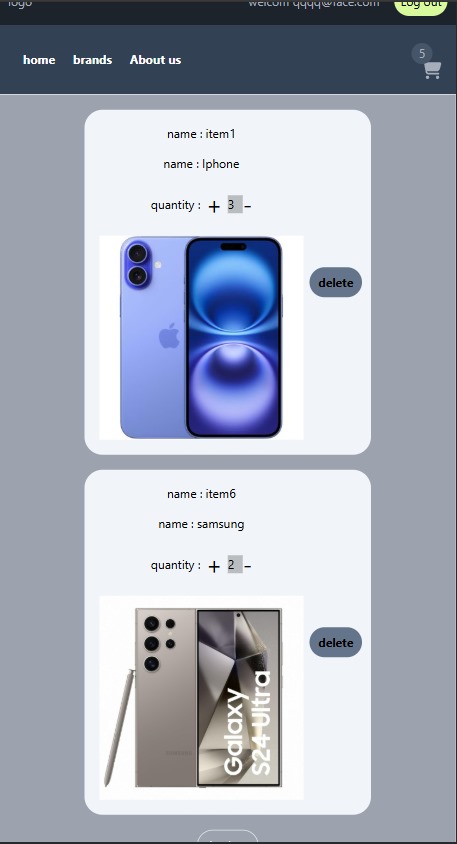 logo welcom qqqq@face.com Log out
home brands About us 5
name : item1
name : Iphone
quantity : + 3 -
delete
name : item6
name : samsung
quantity : + 2 -
delete
Galaxy
S24 Ultra